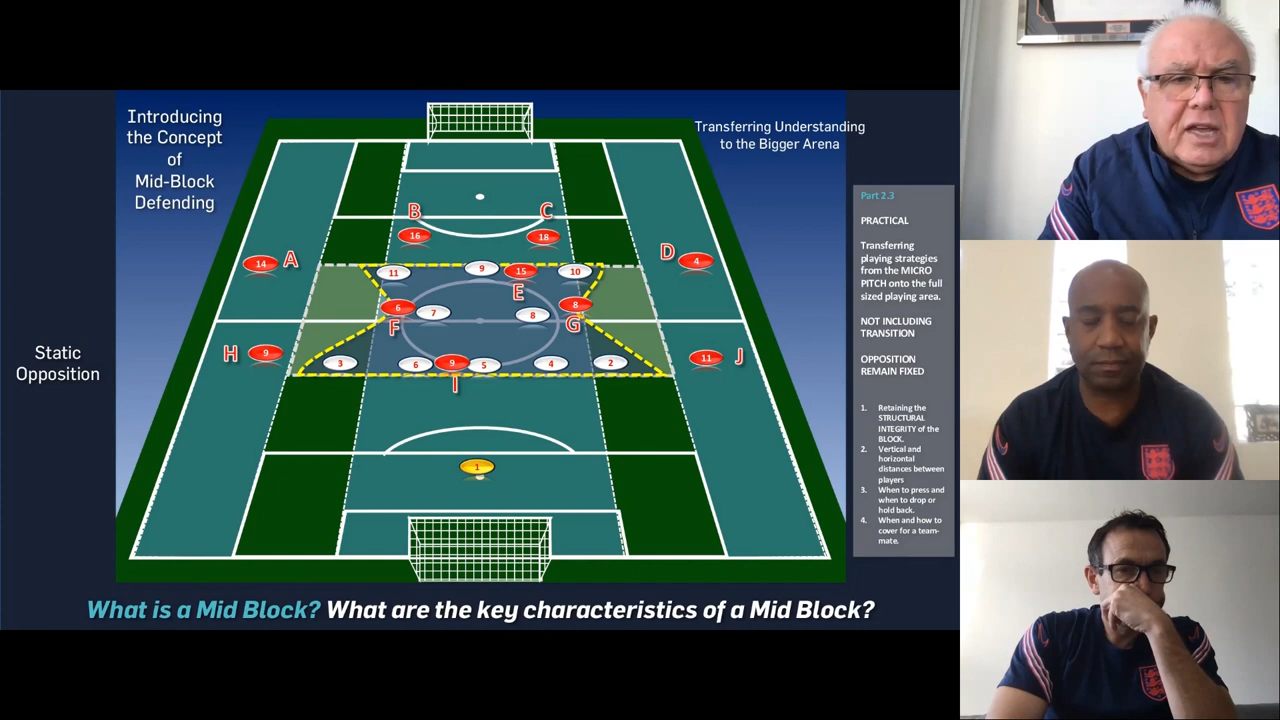 Introducing
the Concept
of
Mid-Block
Defending
Transferring Understanding
to the Bigger Arena
Static
Opposition
B
C
16
18
14
A
D
4
11
9
15
10
E
6
7
8
8
F
G
H
9
3
6
9
5
4
2
11
J
I
1
Part 2.3
PRACTICAL
Transferring
playing strategies
from the MICRO
PITCH onto the full
sized playing area.
NOT INCLUDING
TRANSITION
OPPOSITION
REMAIN FIXED
1. Retaining the
STRUCTURAL
INTEGRITY of the
BLOCK.
2. Vertical and
horizontal
distances between
players
3. When to press and
when to drop or
hold back.
4. When and how to
cover for a team-
mate.
What is a Mid Block? What are the key characteristics of a Mid Block?